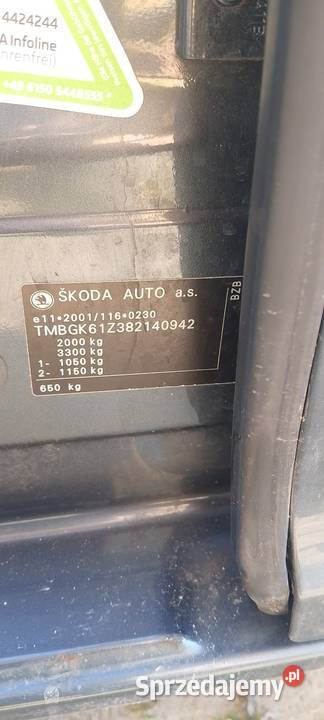 4424244
A Infoline
nrenfrei)
+49 6150 5448555
ŠKODA AUTO a.s.
e11*2001/116*0230
TMBGK61Z382140942
2000 kg
3300 kg
1- 1050 kg
2- 1150 kg
650 kg
BZB
Sprzedajemy.pl